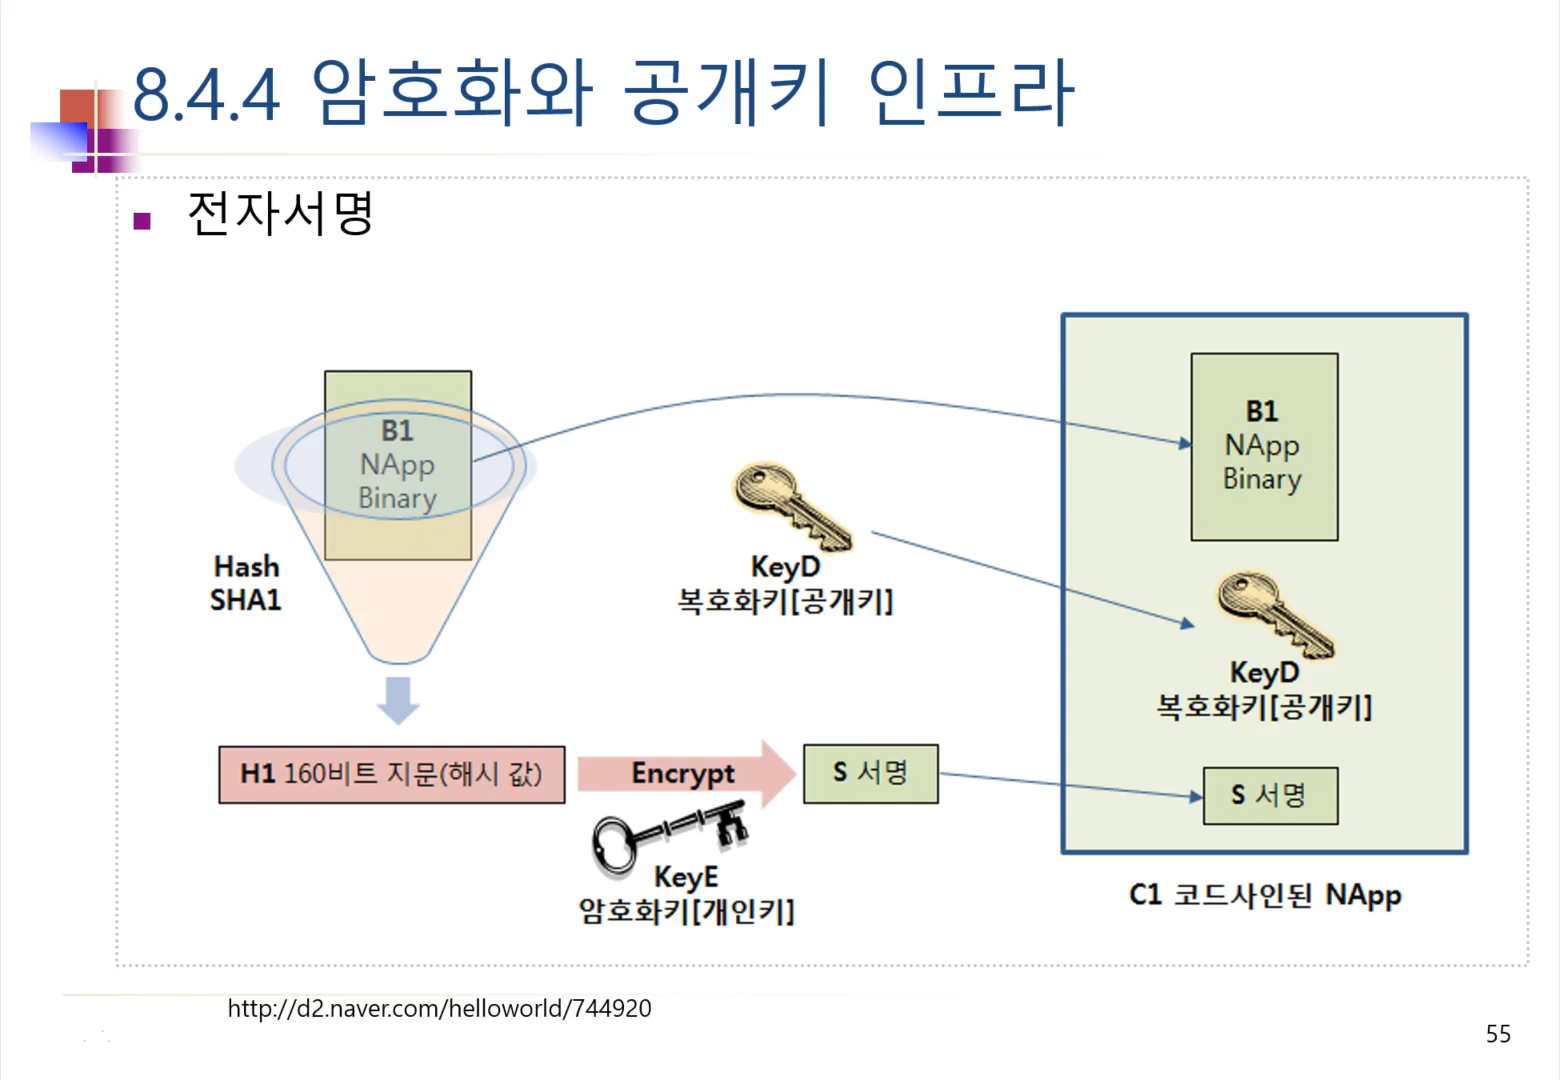 8.4.4 암호화와 공개키 인프라
전자서명
B1
NApp
Binary
Hash
SHA1
H1 160비트 지문(해시 값)
Encrypt
KeyE
암호화키[개인키]
S 서명
KeyD
복호화키[공개키]
B1
NApp
Binary
KeyD
복호화키[공개키]
S 서명
C1 코드사인된 NApp
http://d2.naver.com/helloworld/744920
55